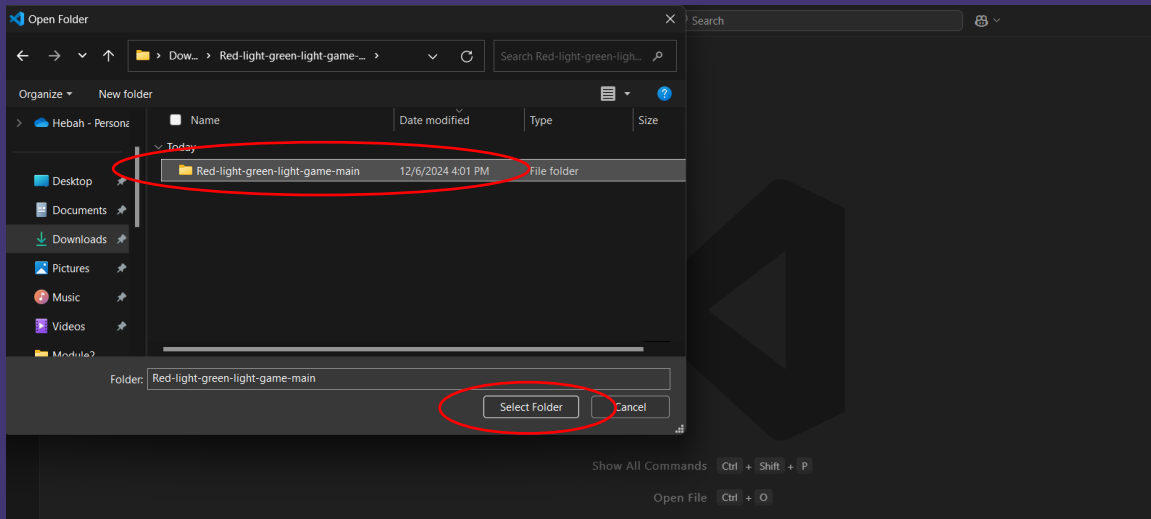 Open Folder
Search
Dow... > Red-light-green-light-game-... >
Search Red-light-green-ligh...
Organize
New folder
Hebah - Persona
Name
Date modified
Type
Size
Today
Red-light-green-light-game-main
12/6/2024 4:01 PM
File folder
Desktop
Documents
Downloads
Pictures
Music
Videos
Module2
Folder:
Red-light-green-light-game-main
Select Folder
Cancel
Show All Commands Ctrl + Shift + P
Open File Ctrl + O